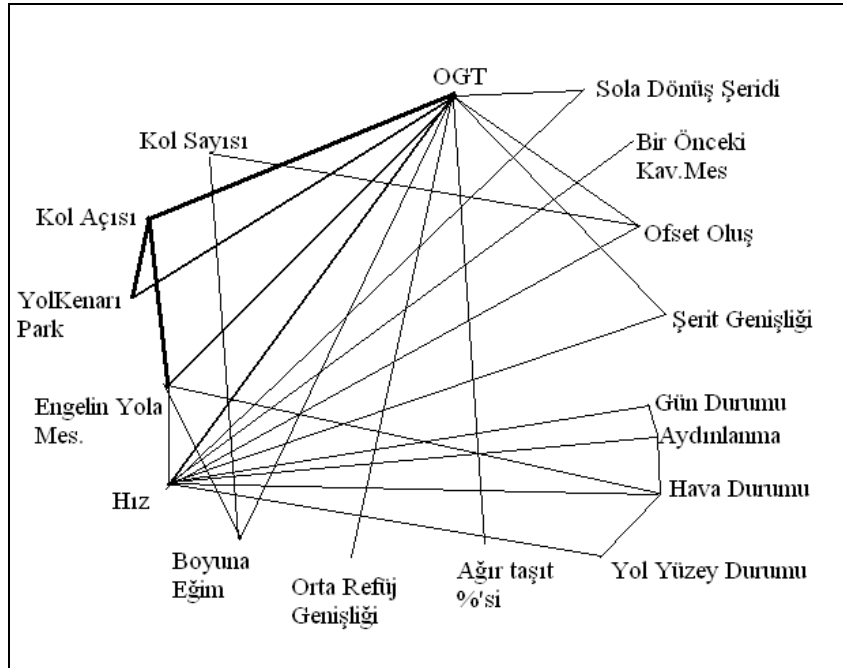 OGT
Sola Dönüş Şeridi
Kol Sayısı
Bir Önceki
Kav.Mes
Kol Açısı
Ofset Oluş
YolKenarı
Park
Şerit Genişliği
Engelin Yola
Mes.
Gün Durumu
Aydınlanma
Hız
Hava Durumu
Boyuna
Eğim
Orta Refüj
Genişliği
Ağır taşıt
%'si
Yol Yüzey Durumu